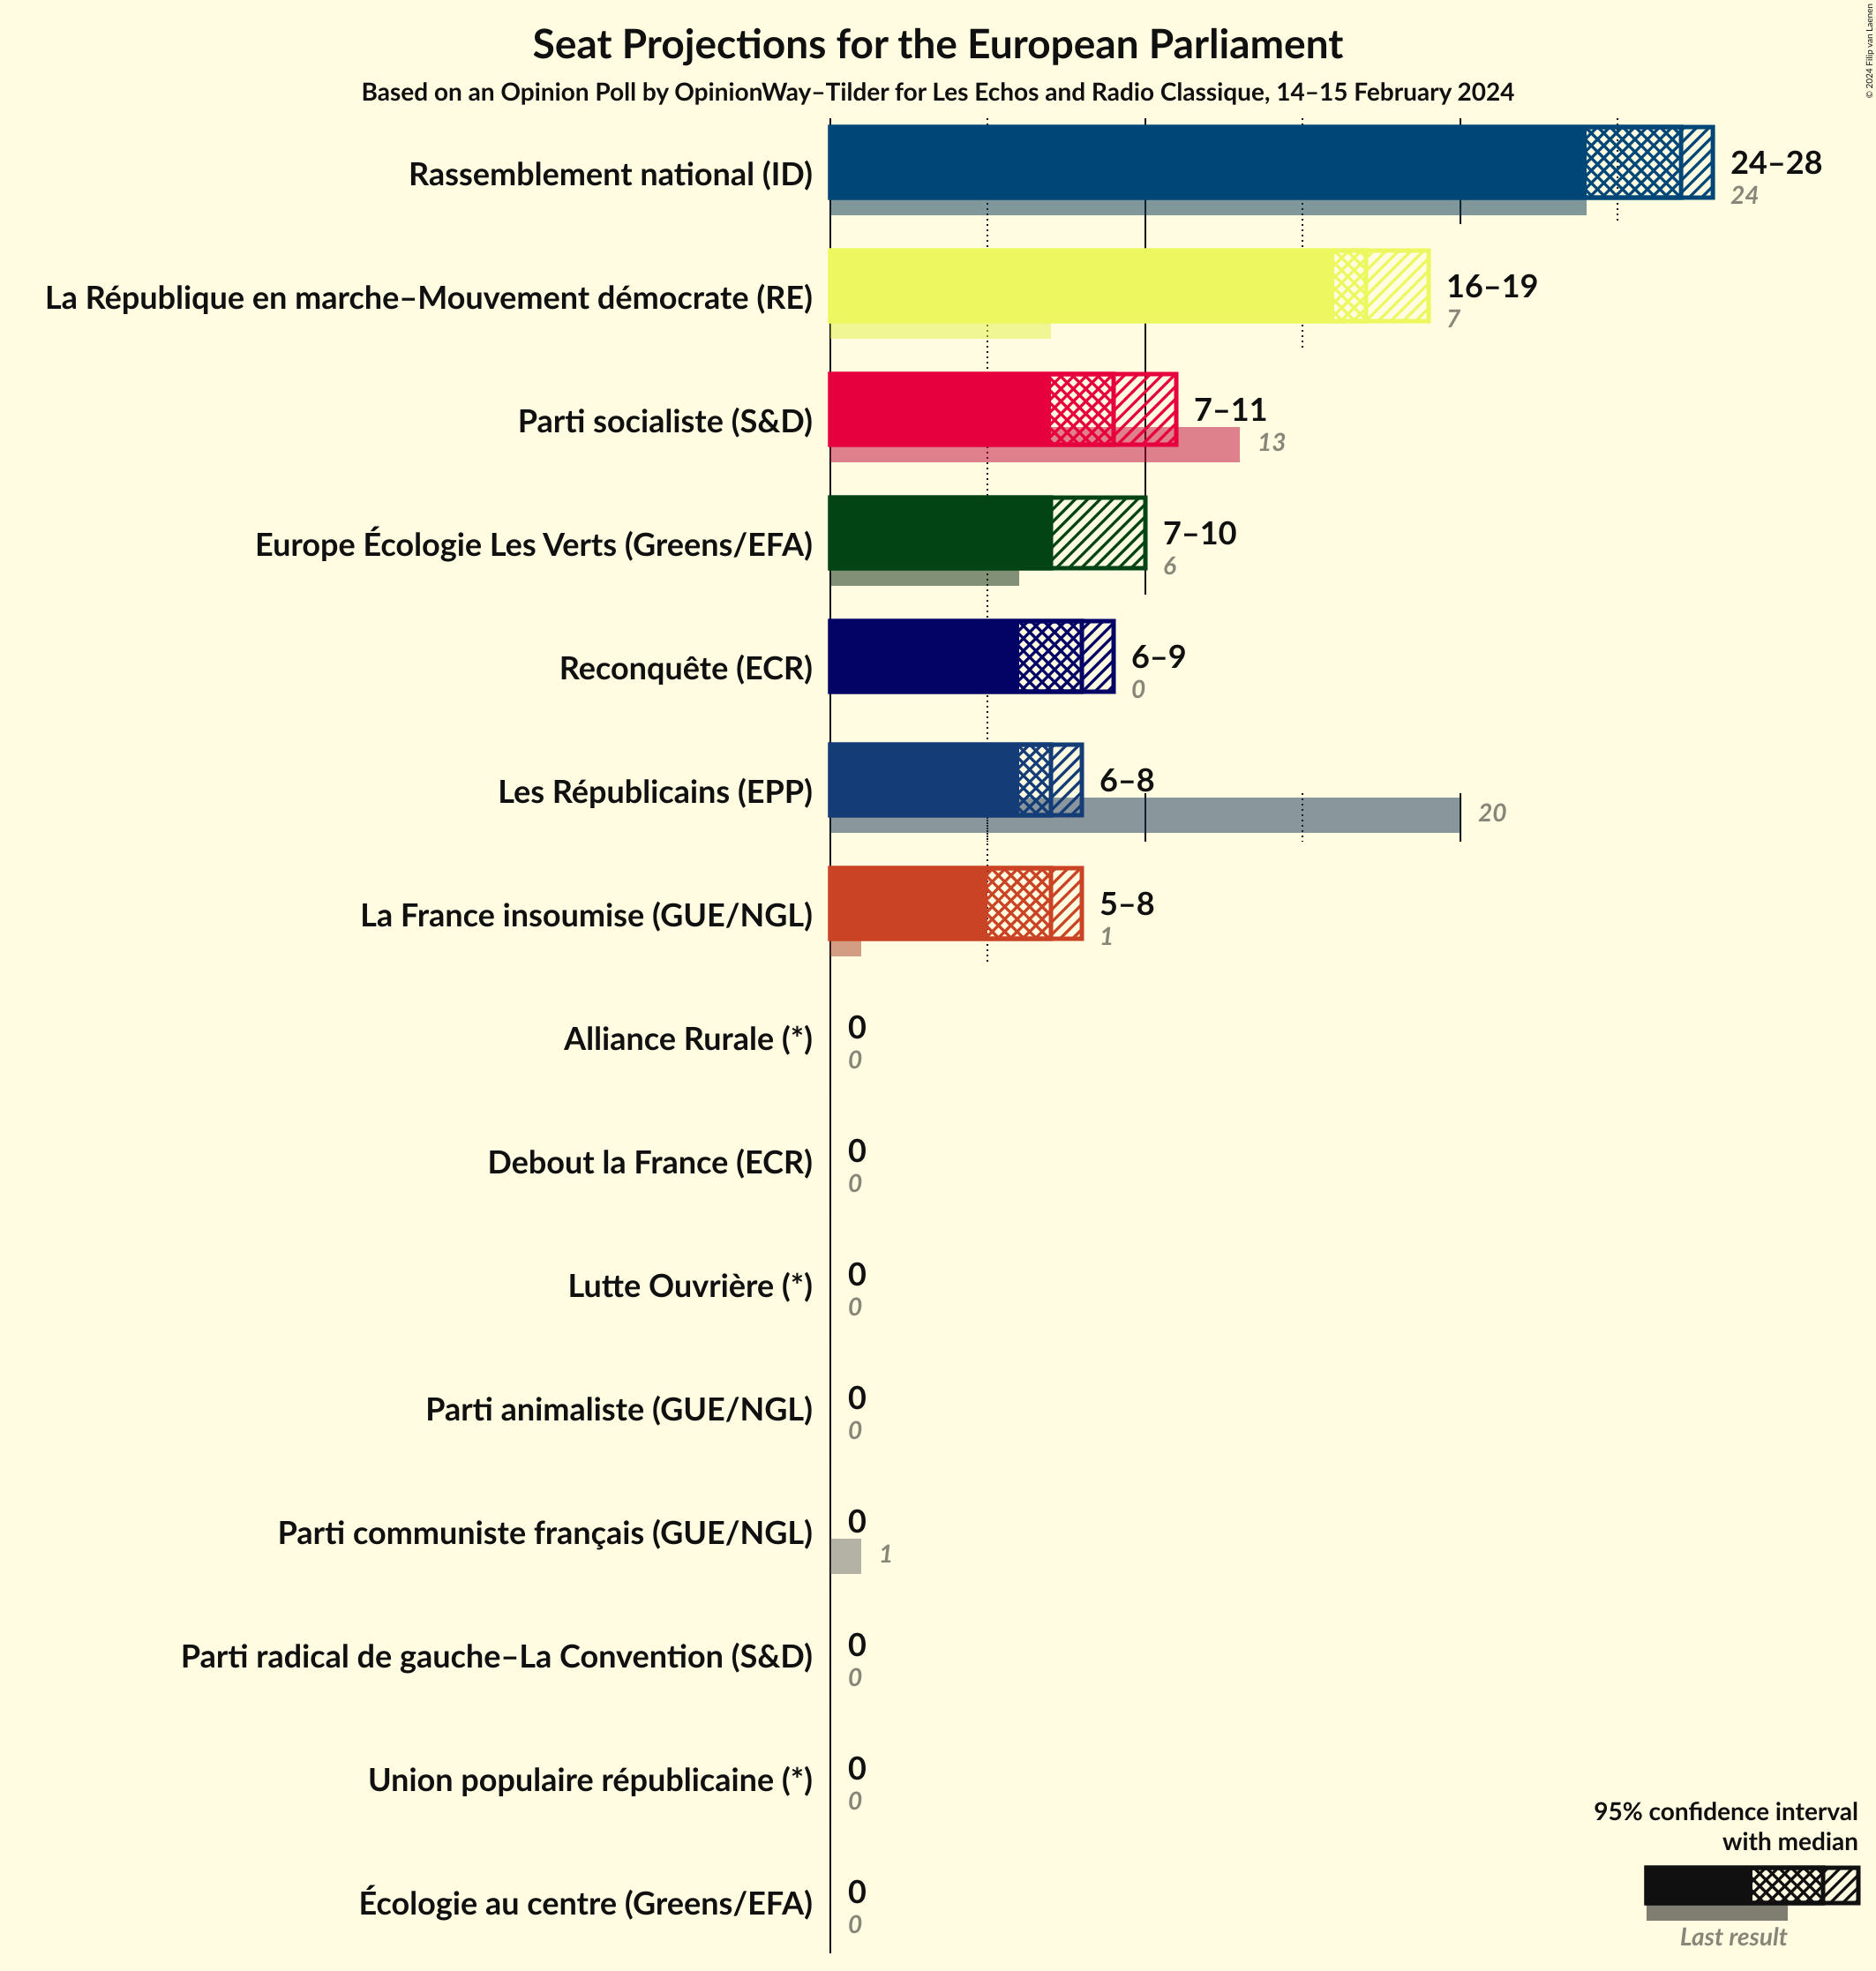 Seat Projections for the European Parliament
Based on an Opinion Poll by OpinionWay–Tilder for Les Echos and Radio Classique, 14–15 February 2024
© 2024 Filip van Laenen
Rassemblement national (ID)
24–28
24
La République en marche–Mouvement démocrate (RE)
16–19
7
Parti socialiste (S&D)
7–11
13
Europe Écologie Les Verts (Greens/EFA)
7–10
6
Reconquête (ECR)
6–9
0
Les Républicains (EPP)
6–8
20
La France insoumise (GUE/NGL)
5–8
1
Alliance Rurale (*)
0
0
Debout la France (ECR)
0
0
Lutte Ouvrière (*)
0
0
Parti animaliste (GUE/NGL)
0
0
Parti communiste français (GUE/NGL)
0
1
Parti radical de gauche–La Convention (S&D)
0
0
Union populaire républicaine (*)
0
0
Écologie au centre (Greens/EFA)
0
0
95% confidence interval
with median
Last result